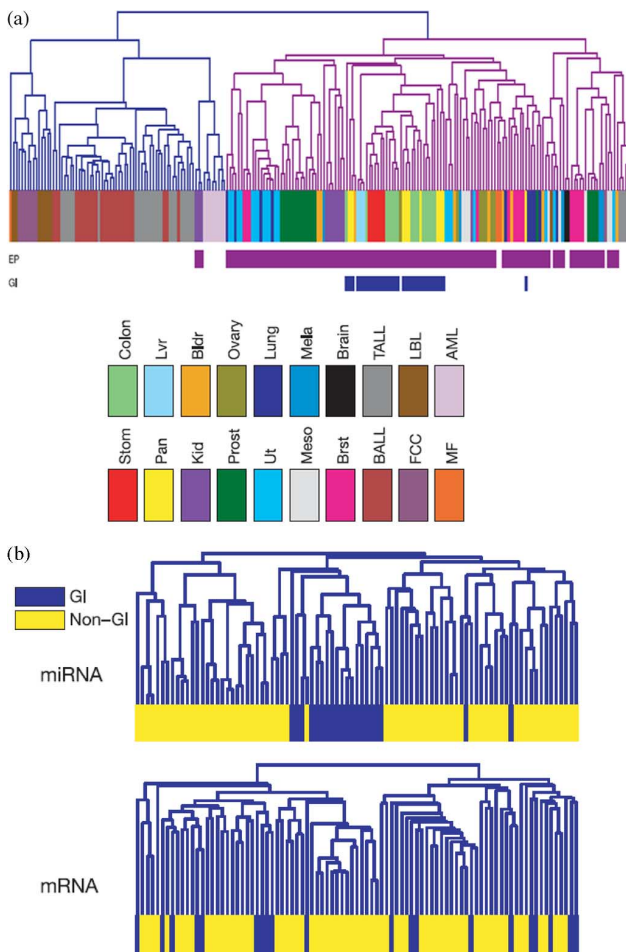 (a)
EP
GI
Colon Lvr Bldr Ovary Lung Mela Brain TALL LBL AML
Stom Pan Kid Prost Ut Meso Brst BALL FCC MF
(b)
GI
Non–GI
miRNA
mRNA